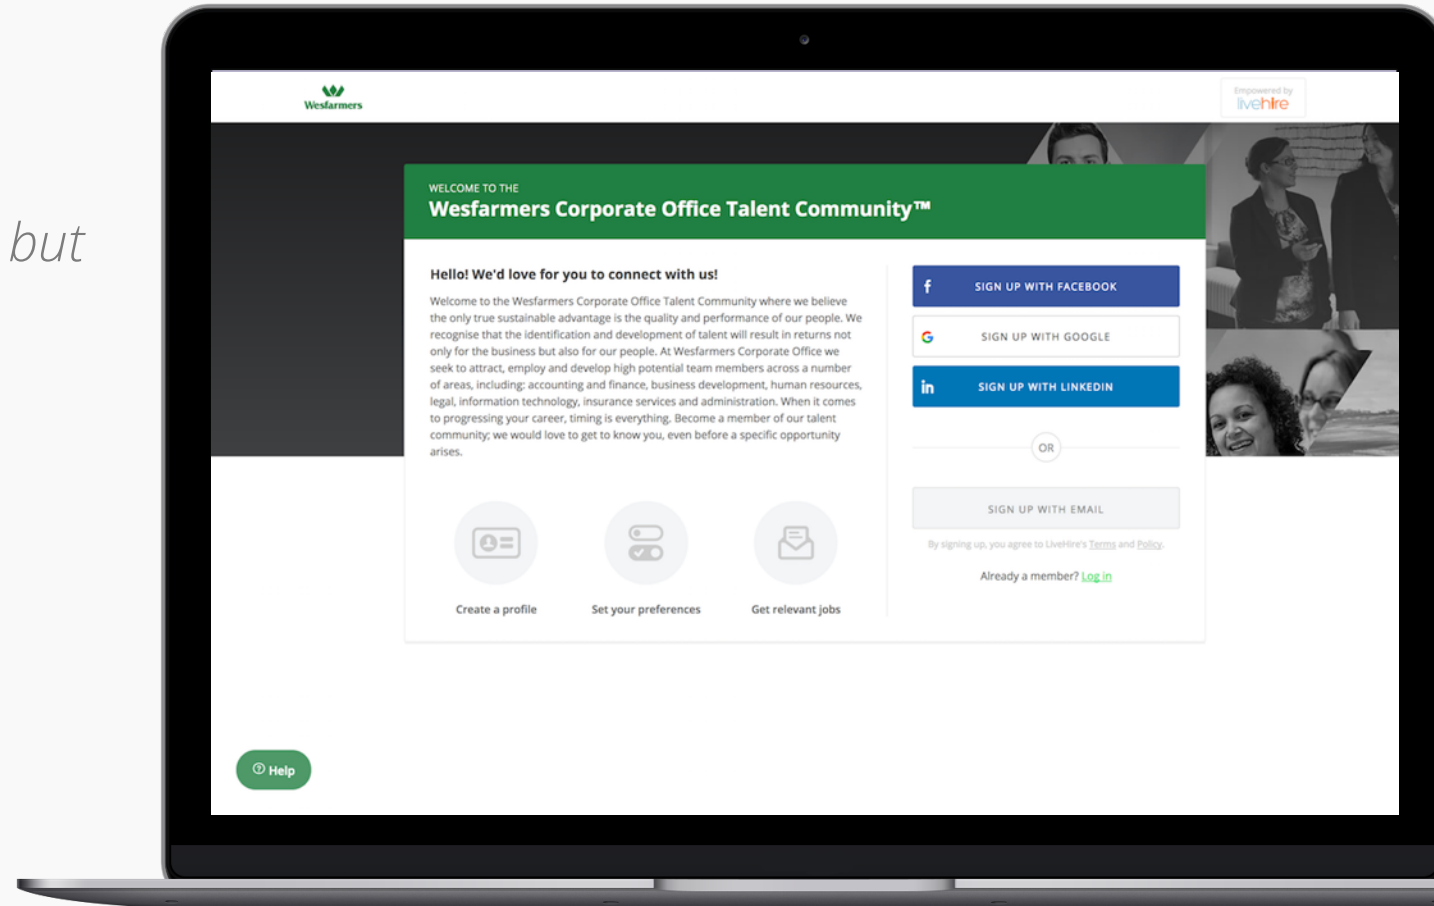 but
Wesfarmers
Empowered by
livehire
WELCOME TO THE
Wesfarmers Corporate Office Talent Community™
Hello! We'd love for you to connect with us!
Welcome to the Wesfarmers Corporate Office Talent Community where we believe
the only true sustainable advantage is the quality and performance of our people. We
recognise that the identification and development of talent will result in returns not
only for the business but also for our people. At Wesfarmers Corporate Office we
seek to attract, employ and develop high potential team members across a number
of areas, including: accounting and finance, business development, human resources,
legal, information technology, insurance services and administration. When it comes
to progressing your career, timing is everything. Become a member of our talent
community; we would love to get to know you, even before a specific opportunity
arises.
Create a profile
Set your preferences
Get relevant jobs
f SIGN UP WITH FACEBOOK
G SIGN UP WITH GOOGLE
in SIGN UP WITH LINKEDIN
OR
SIGN UP WITH EMAIL
By signing up, you agree to LiveHire's Terms and Policy.
Already a member? Log in
? Help